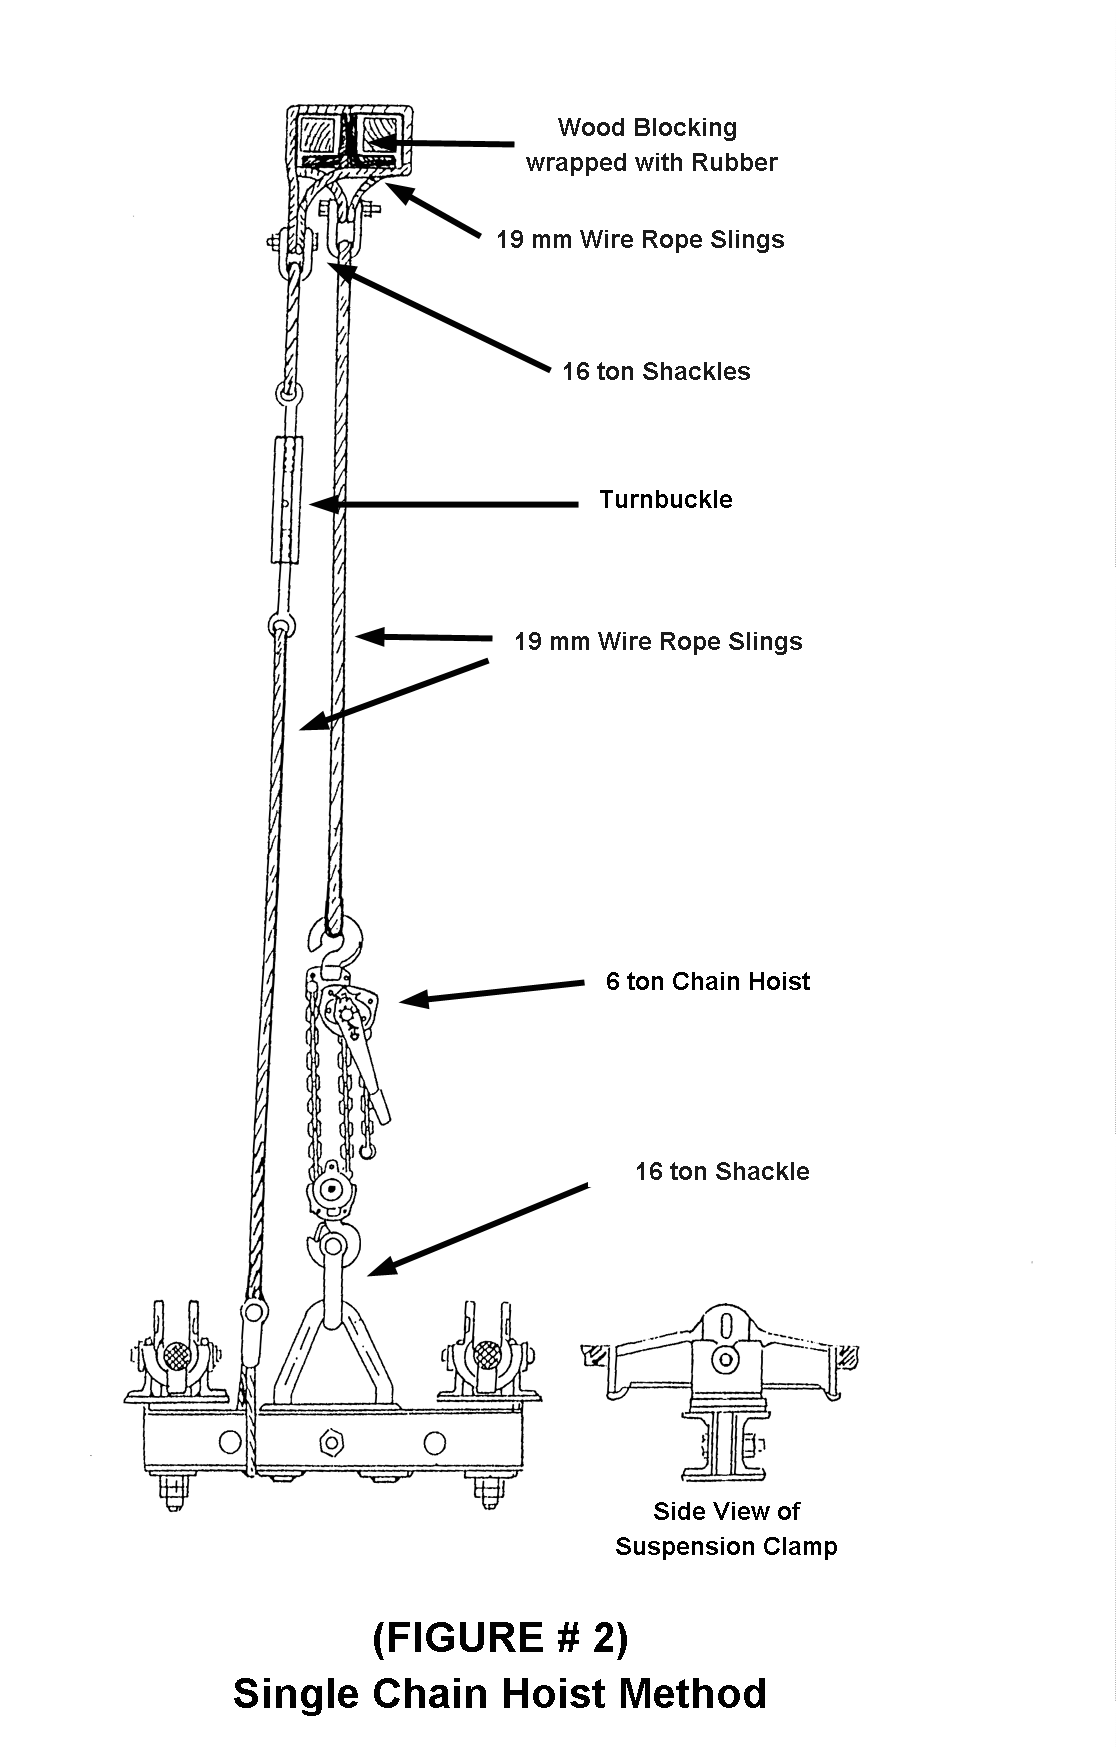 Wood Blocking
wrapped with Rubber
19 mm Wire Rope Slings
16 ton Shackles
Turnbuckle
19 mm Wire Rope Slings
6 ton Chain Hoist
16 ton Shackle
Side View of
Suspension Clamp
(FIGURE # 2)
Single Chain Hoist Method